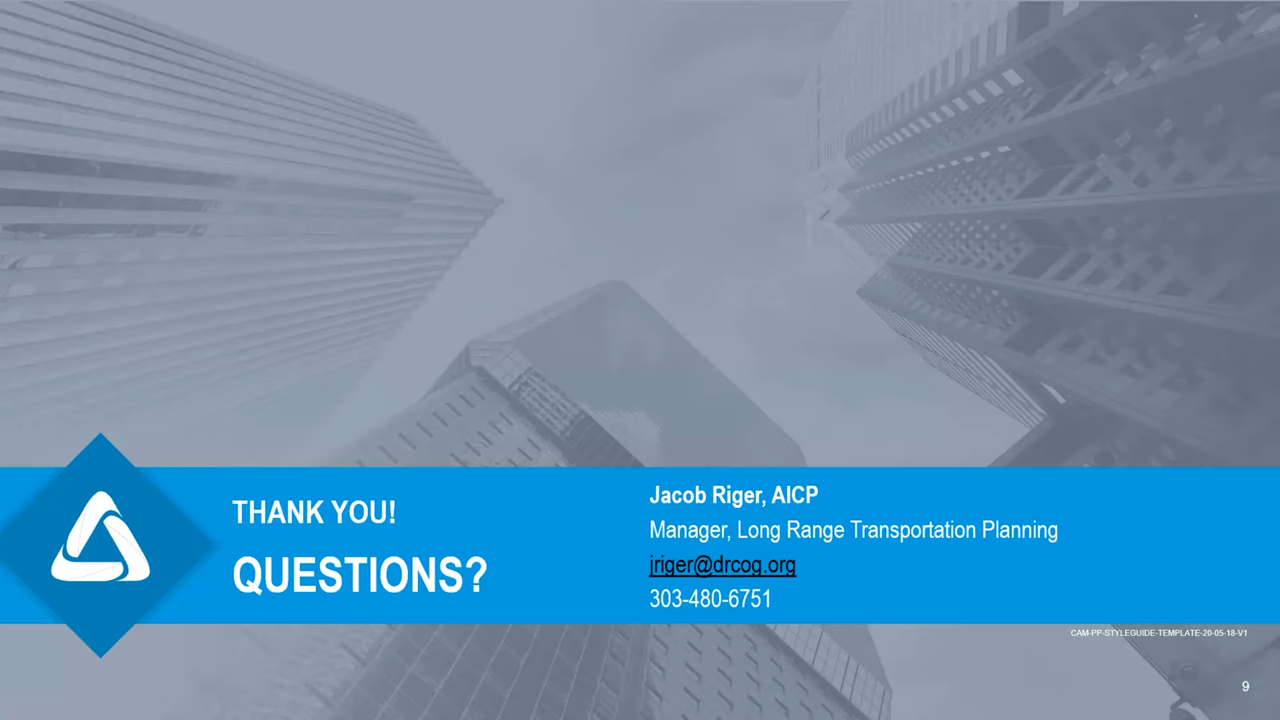 THANK YOU!
QUESTIONS?
Jacob Riger, AICP
Manager, Long Range Transportation Planning
jriger@drcog.org
303-480-6751
CAM-PP-STYLEGUIDE-TEMPLATE-20-05-18-V1
9